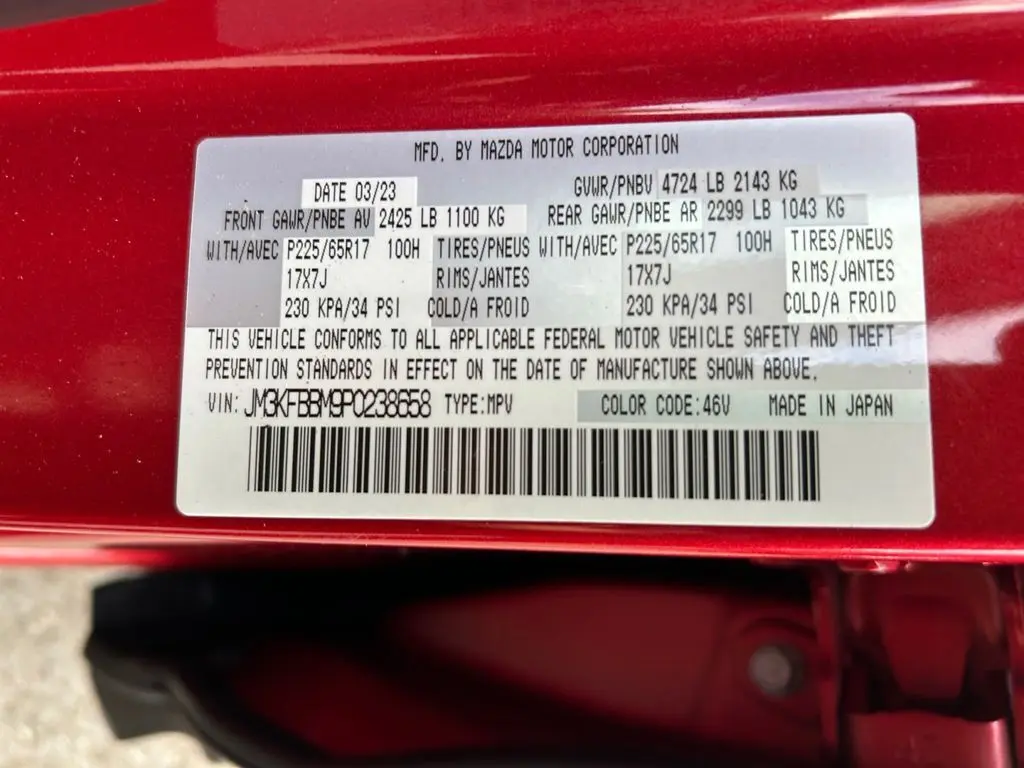 MFD. BY MAZDA MOTOR CORPORATION
DATE 03/23 GVWR/PNBV 4724 LB 2143 KG
FRONT GAWR/PNBE AV 2425 LB 1100 KG REAR GAWR/PNBE AR 2299 LB 1043 KG
WITH/AVEC P225/65R17 100H TIRES/PNEUS WITH/AVEC P225/65R17 100H TIRES/PNEUS
17X7J RIMS/JANTES 17X7J RIMS/JANTES
230 KPA/34 PSI COLD/A FROID 230 KPA/34 PSI COLD/A FROID
THIS VEHICLE CONFORMS TO ALL APPLICABLE FEDERAL MOTOR VEHICLE SAFETY AND THEFT
PREVENTION STANDARDS IN EFFECT ON THE DATE OF MANUFACTURE SHOWN ABOVE.
VIN: JM3KFBBM9P0238658 TYPE:MPV COLOR CODE:46V MADE IN JAPAN